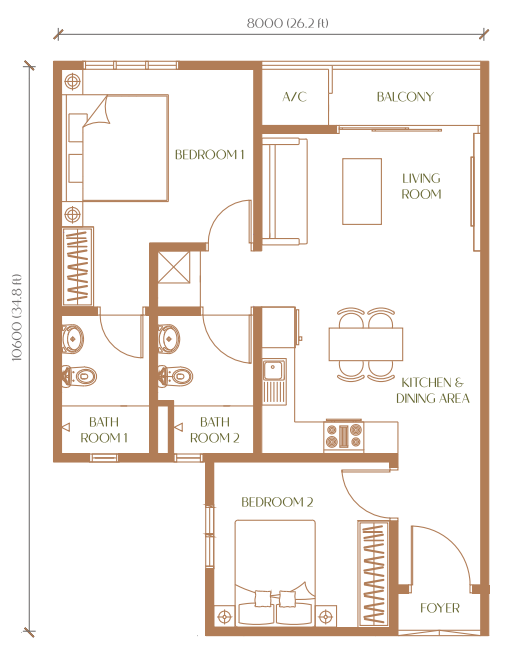 8000 (26.2 ft)
A/C
BALCONY
BEDROOM 1
LIVING
ROOM
10600 (34.8 ft)
KITCHEN &
DINING AREA
BATH
ROOM 1
BATH
ROOM 2
BEDROOM 2
FOYER